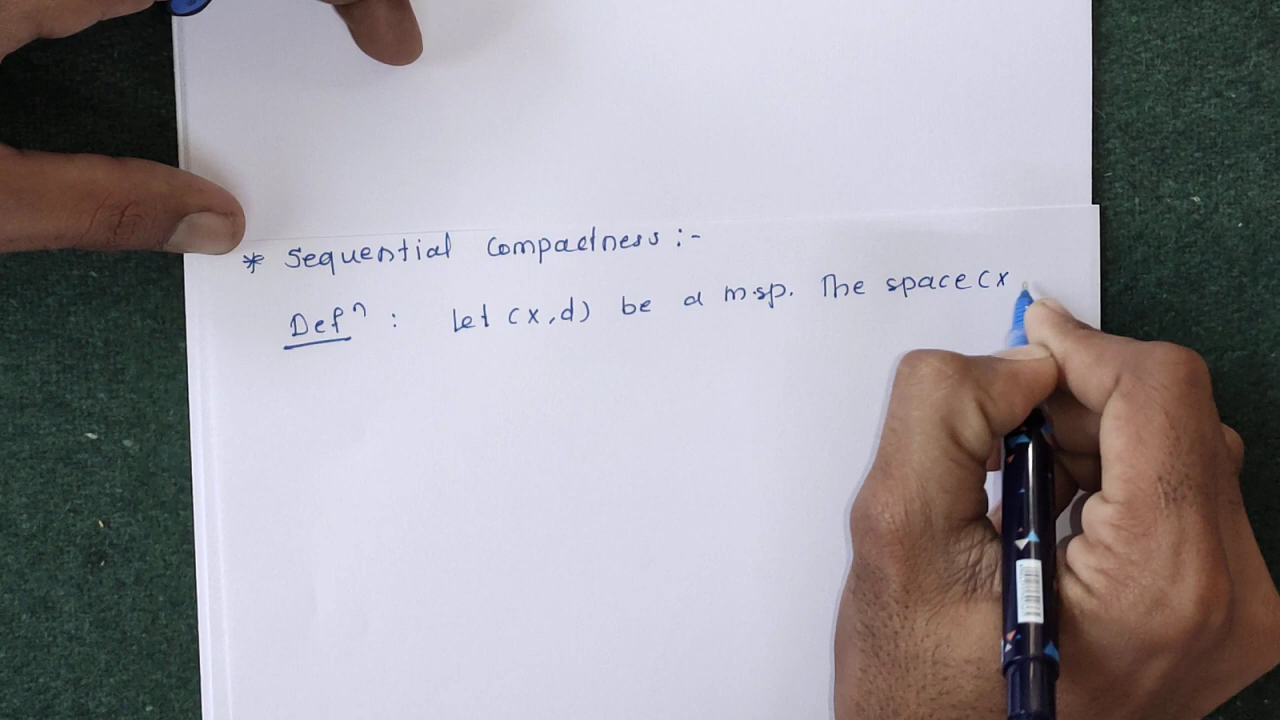 * Sequential Compactness :-
Defⁿ : let (x,d) be a m.sp. The space (x